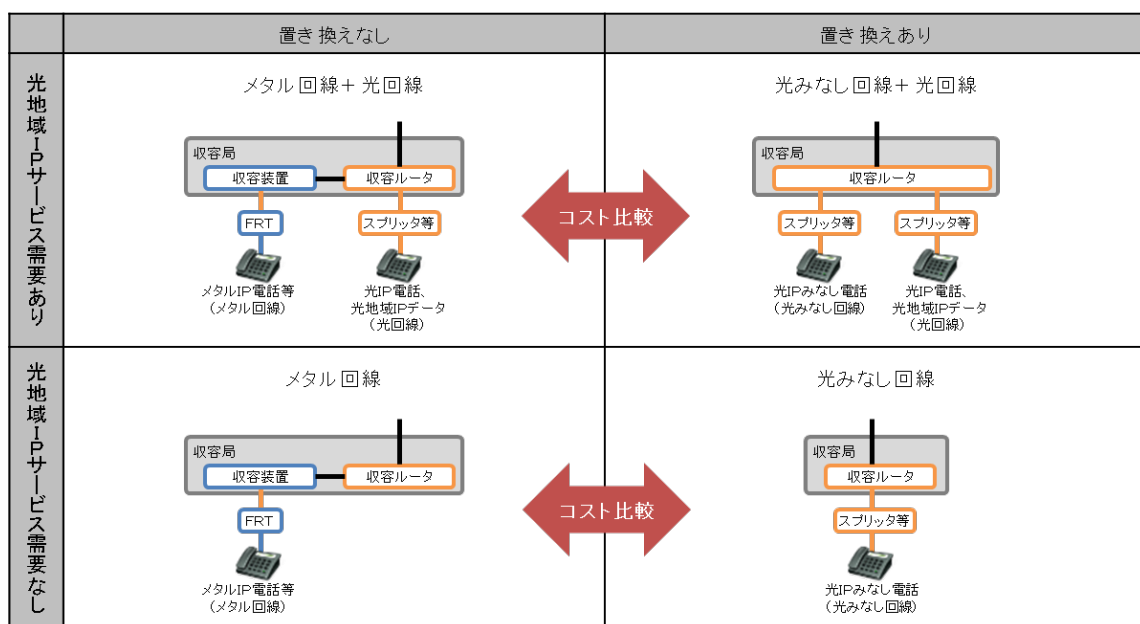 置き換えなし
置き換えあり
光地域IPサービス需要あり
メタル回線＋光回線
収容局
収容装置
収容ルータ
FRT
スプリッタ等
メタルIP電話等
（メタル回線）
光IP電話、
光地域IPデータ
（光回線）
コスト比較
光みなし回線＋光回線
収容局
収容ルータ
スプリッタ等
スプリッタ等
光IPみなし電話
（光みなし回線）
光IP電話、
光地域IPデータ
（光回線）
光地域IPサービス需要なし
メタル回線
収容局
収容装置
収容ルータ
FRT
メタルIP電話等
（メタル回線）
コスト比較
光みなし回線
収容局
収容ルータ
スプリッタ等
光IPみなし電話
（光みなし回線）